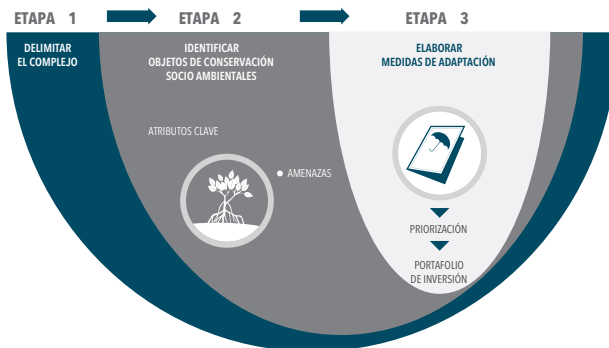 ETAPA 1
ETAPA 2
ETAPA 3
DELIMITAR
EL COMPLEJO
IDENTIFICAR
OBJETOS DE CONSERVACIÓN
SOCIO AMBIENTALES
ATRIBUTOS CLAVE
AMENAZAS
ELABORAR
MEDIDAS DE ADAPTACIÓN
PRIORIZACIÓN
PORTAFOLIO
DE INVERSIÓN